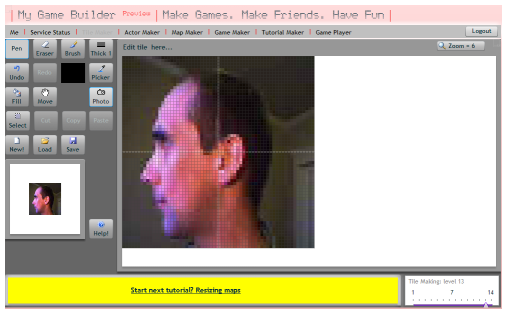 | My Game Builder Preview | Make Games. Make Friends. Have Fun |
Me | Service Status | | Actor Maker | Map Maker | Game Maker | Tutorial Maker | Game Player
Logout
Pen Eraser Brush Thick 1
Edit tile here...
Zoom = 6
Undo Redo Picker
Fill Move Photo
Select Cut Copy Paste
New! Load Save
Help!
Start next tutorial? Resizing maps
Tile Making: level 13
1 7 14